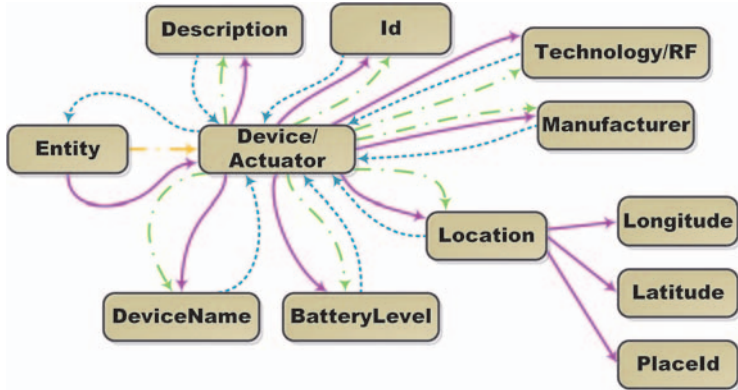 Description
Id
Technology/RF
Manufacturer
Entity
Device/
Actuator
Location
Longitude
Latitude
PlaceId
DeviceName
BatteryLevel